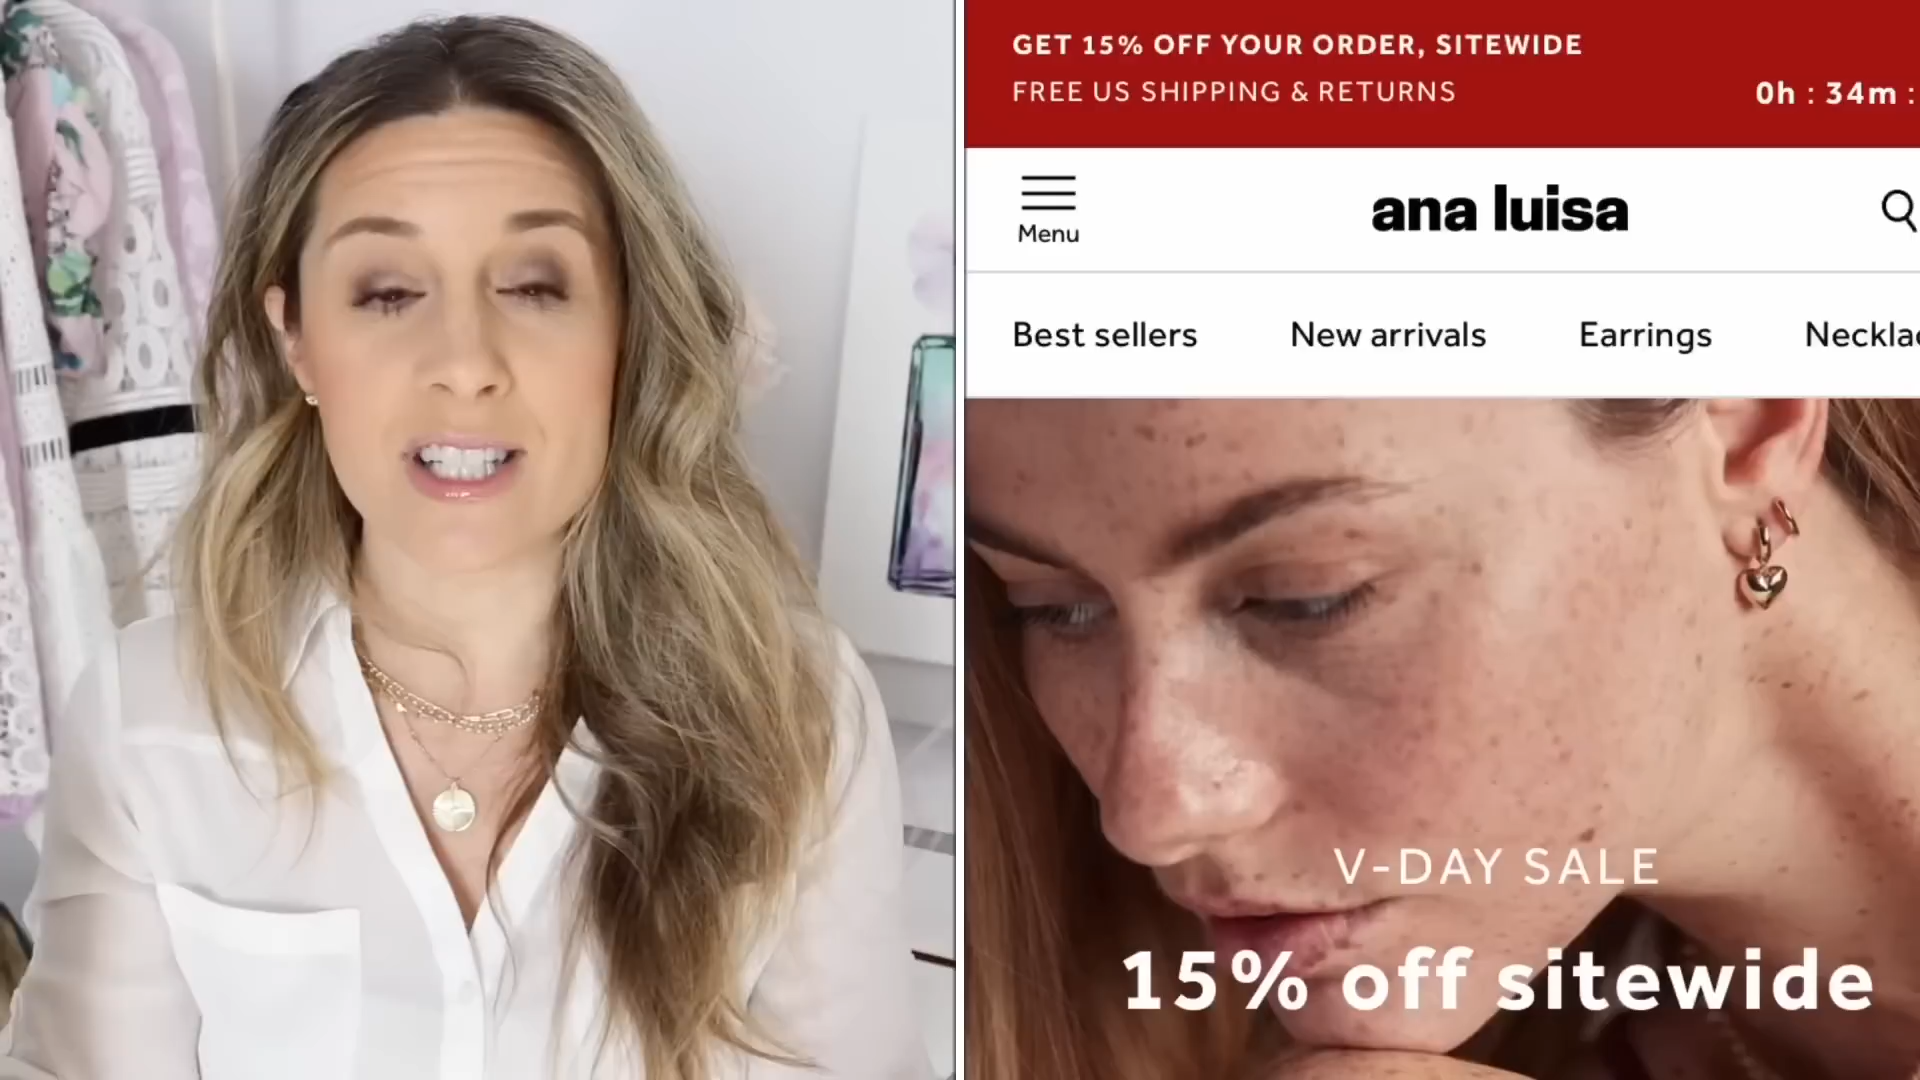 GET 15% OFF YOUR ORDER, SITEWIDE
FREE US SHIPPING & RETURNS
0h : 34m :
Menu
ana luisa
Best sellers
New arrivals
Earrings
V-DAY SALE
15% off sitewide